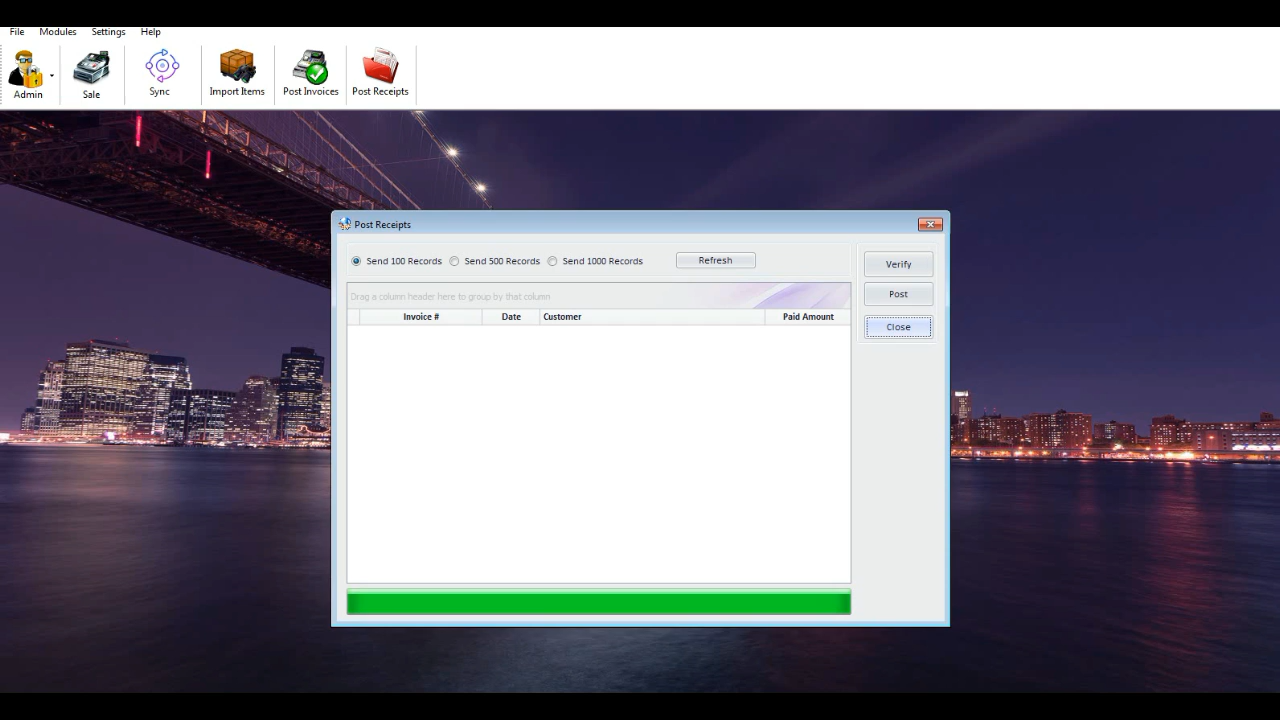 File Modules Settings Help
Admin Sale Sync Import Items Post Invoices Post Receipts
Post Receipts
Send 100 Records Send 500 Records Send 1000 Records Refresh
Verify
Drag a column header here to group by that column
Post
Invoice # Date Customer Paid Amount
Close